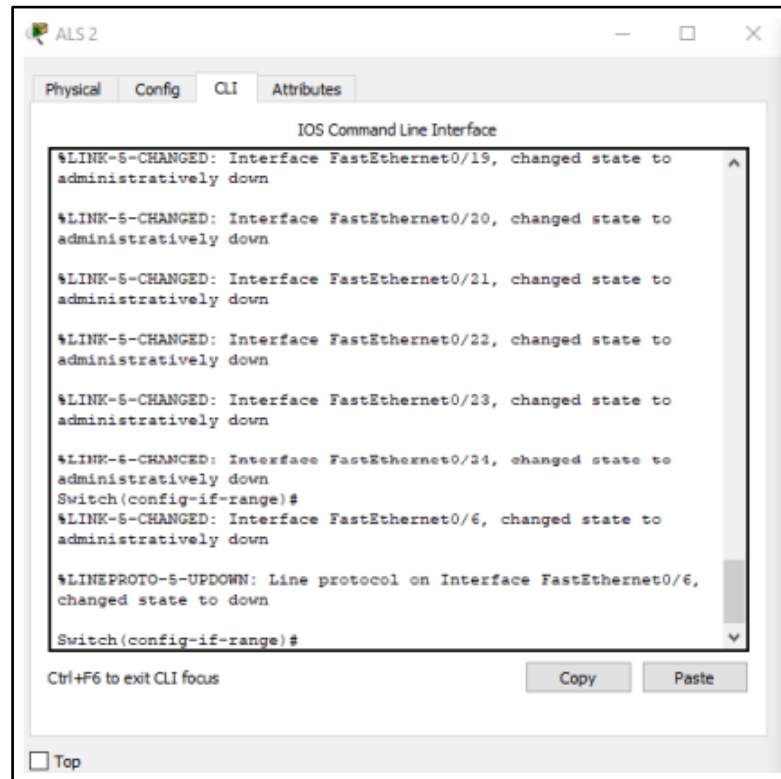 ALS 2
Physical Config CLI Attributes
IOS Command Line Interface
%LINK-5-CHANGED: Interface FastEthernet0/19, changed state to
administratively down
%LINK-5-CHANGED: Interface FastEthernet0/20, changed state to
administratively down
%LINK-5-CHANGED: Interface FastEthernet0/21, changed state to
administratively down
%LINK-5-CHANGED: Interface FastEthernet0/22, changed state to
administratively down
%LINK-5-CHANGED: Interface FastEthernet0/23, changed state to
administratively down
%LINK-5-CHANGED: Interface FastEthernet0/24, changed state to
administratively down
Switch(config-if-range)#
%LINK-5-CHANGED: Interface FastEthernet0/6, changed state to
administratively down
%LINEPROTO-5-UPDOWN: Line protocol on Interface FastEthernet0/6,
changed state to down
Switch(config-if-range)#
Ctrl+F6 to exit CLI focus Copy Paste
Top